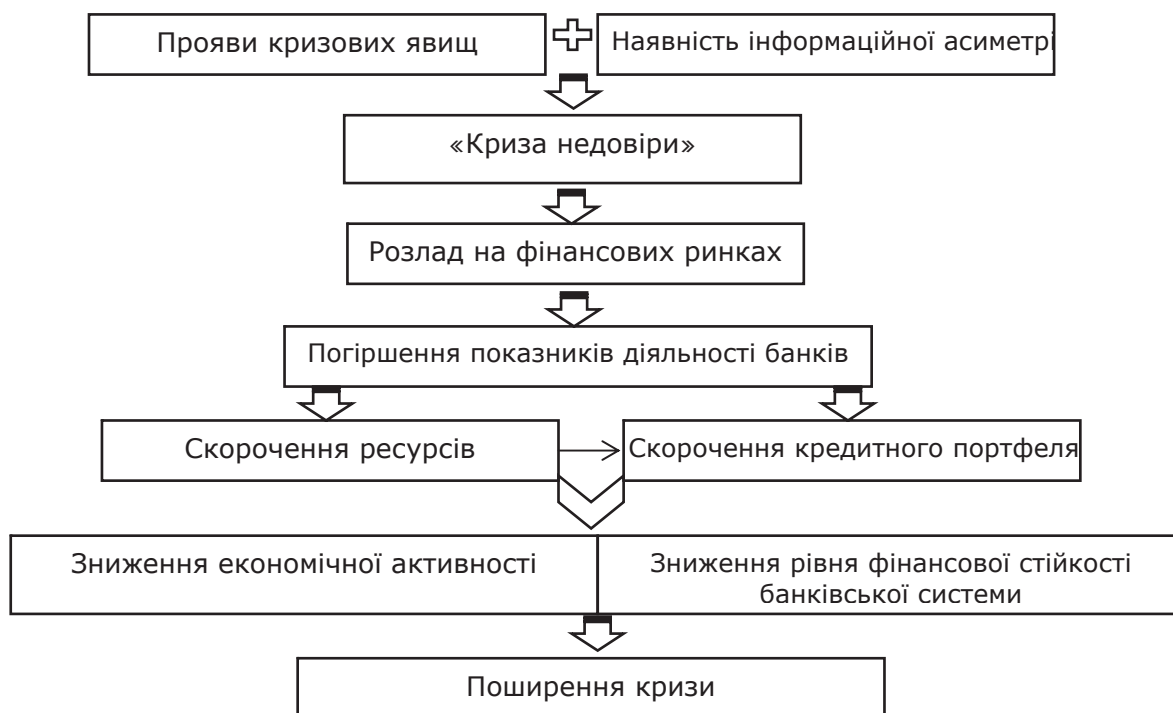 Прояви кризових явищ
Наявність інформаційної асиметрі
«Криза недовіри»
Розлад на фінансових ринках
Погіршення показників діяльності банків
Скорочення ресурсів
Скорочення кредитного портфеля
Зниження економічної активності
Зниження рівня фінансової стійкості
банківської системи
Поширення кризи